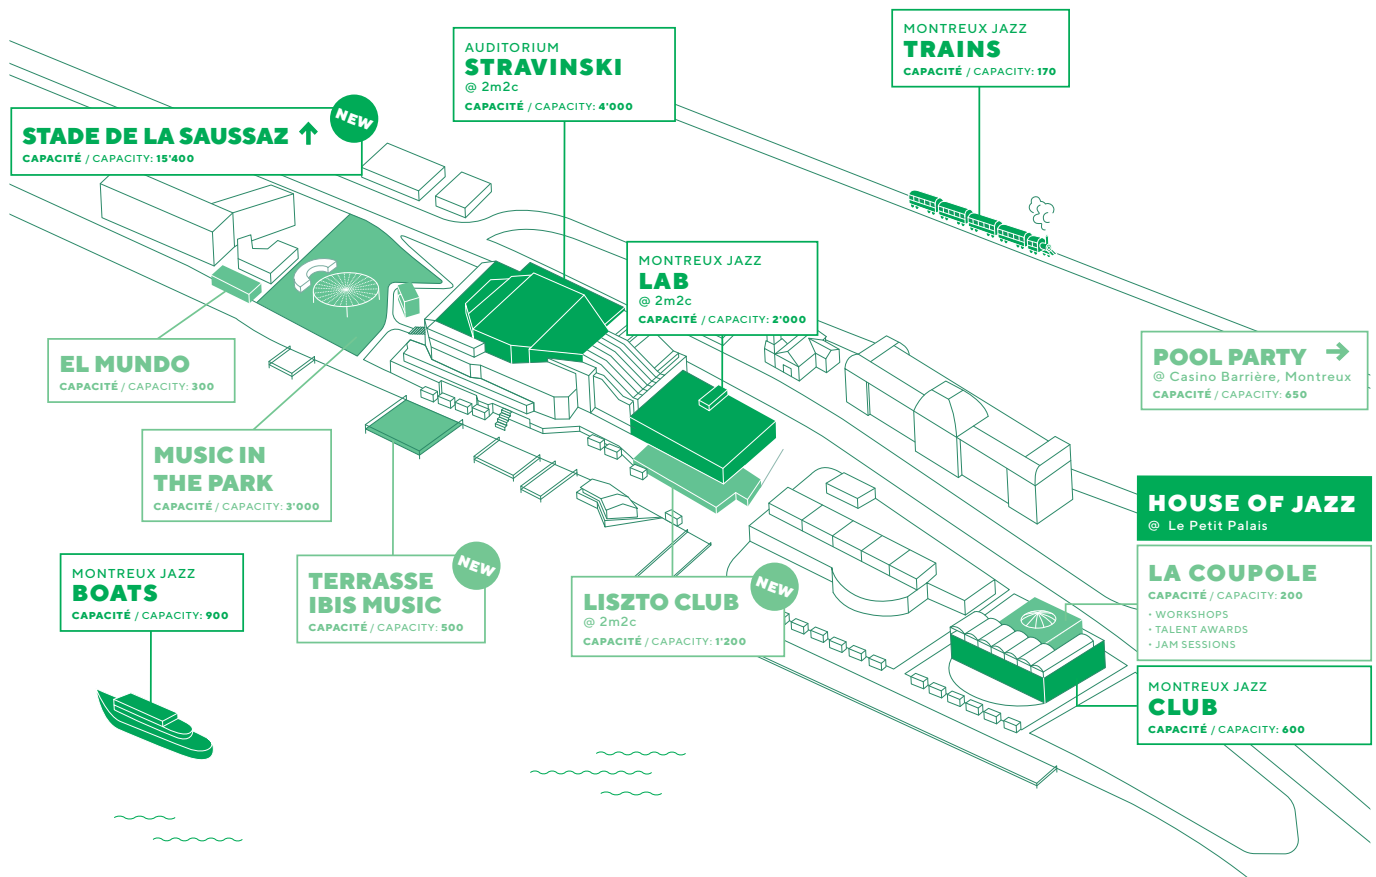 MONTREUX JAZZ
TRAINS
CAPACITÉ / CAPACITY: 170
AUDITORIUM
STRAVINSKI
@ 2m2c
CAPACITÉ / CAPACITY: 4'000
NEW
STADE DE LA SAUSSAZ ↑
CAPACITÉ / CAPACITY: 15'400
MONTREUX JAZZ
LAB
@ 2m2c
CAPACITÉ / CAPACITY: 2'000
EL MUNDO
CAPACITÉ / CAPACITY: 300
POOL PARTY →
@ Casino Barrière, Montreux
CAPACITÉ / CAPACITY: 650
MUSIC IN
THE PARK
CAPACITÉ / CAPACITY: 3'000
HOUSE OF JAZZ
@ Le Petit Palais
LA COUPOLE
CAPACITÉ / CAPACITY: 200
• WORKSHOPS
• TALENT AWARDS
• JAM SESSIONS
MONTREUX JAZZ
CLUB
CAPACITÉ / CAPACITY: 600
MONTREUX JAZZ
BOATS
CAPACITÉ / CAPACITY: 900
NEW
TERRASSE
IBIS MUSIC
CAPACITÉ / CAPACITY: 500
NEW
LISZTO CLUB
@ 2m2c
CAPACITÉ / CAPACITY: 1'200